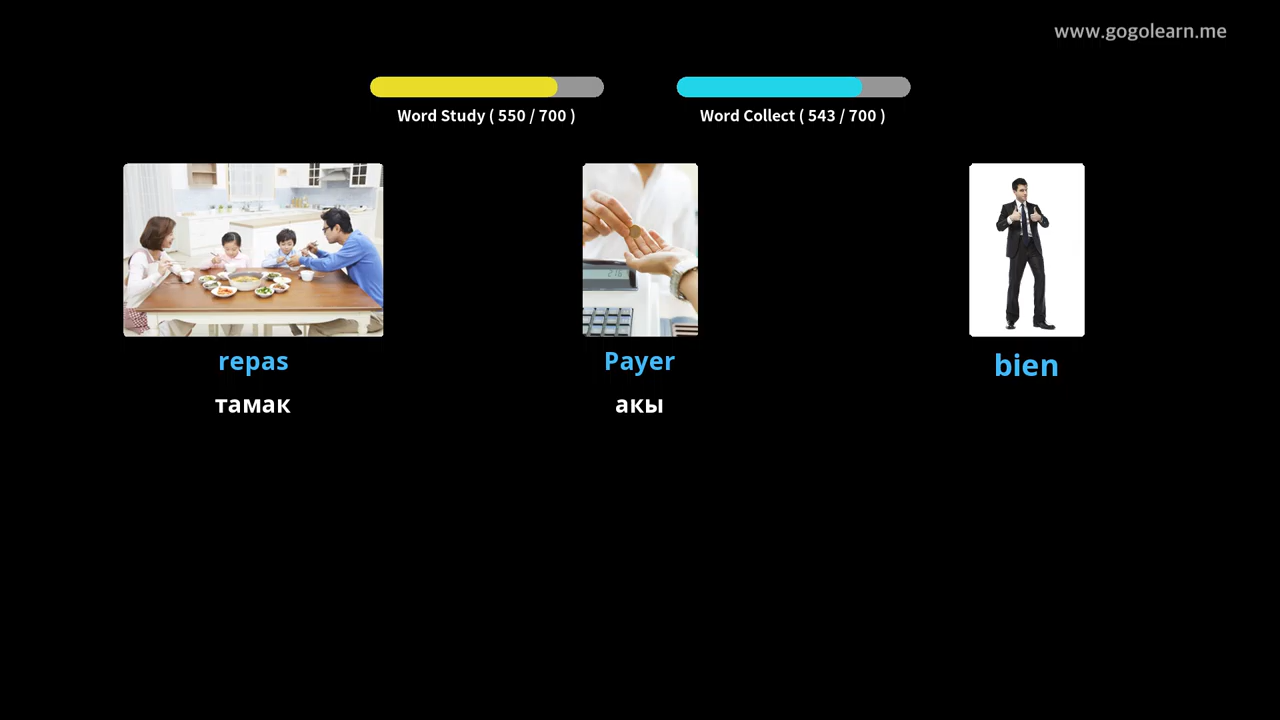 www.gogolearn.me
Word Study ( 550 / 700 )
Word Collect ( 543 / 700 )
repas
Payer
bien
тамак
акы